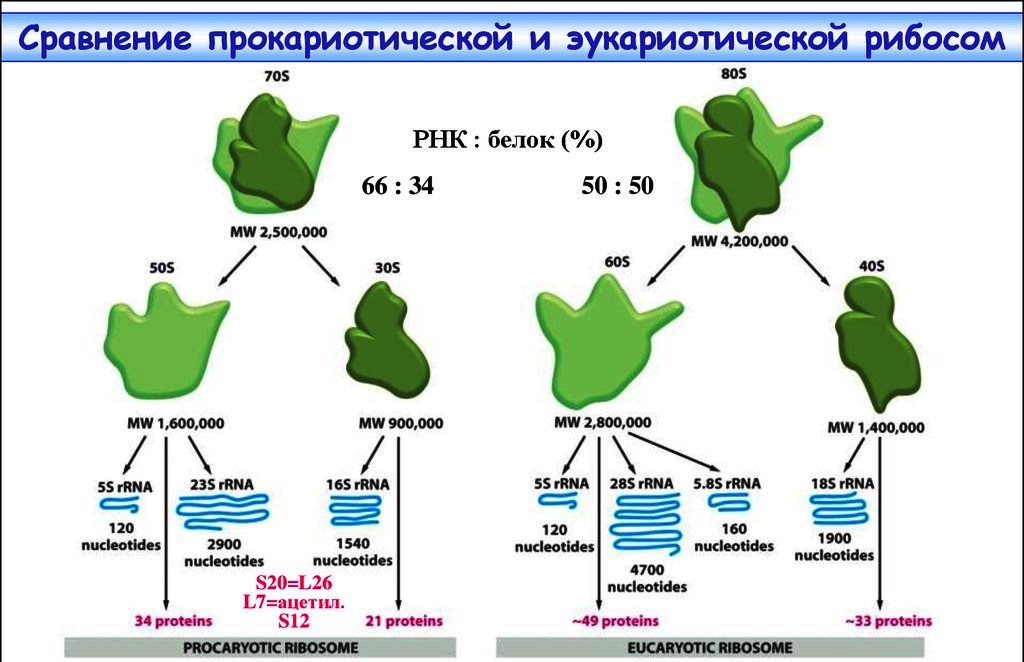 Сравнение прокариотической и эукариотической рибосом
70S
80S
РНК : белок (%)
66 : 34
50 : 50
MW 2,500,000
MW 4,200,000
50S
30S
60S
40S
MW 1,600,000
MW 900,000
MW 2,800,000
MW 1,400,000
5S rRNA
120
nucleotides
23S rRNA
2900
nucleotides
16S rRNA
1540
nucleotides
5S rRNA
120
nucleotides
28S rRNA
4700
nucleotides
5.8S rRNA
160
nucleotides
18S rRNA
1900
nucleotides
S20=L26
L7=ацетил.
S12
34 proteins
21 proteins
~49 proteins
~33 proteins
PROCARYOTIC RIBOSOME
EUCARYOTIC RIBOSOME